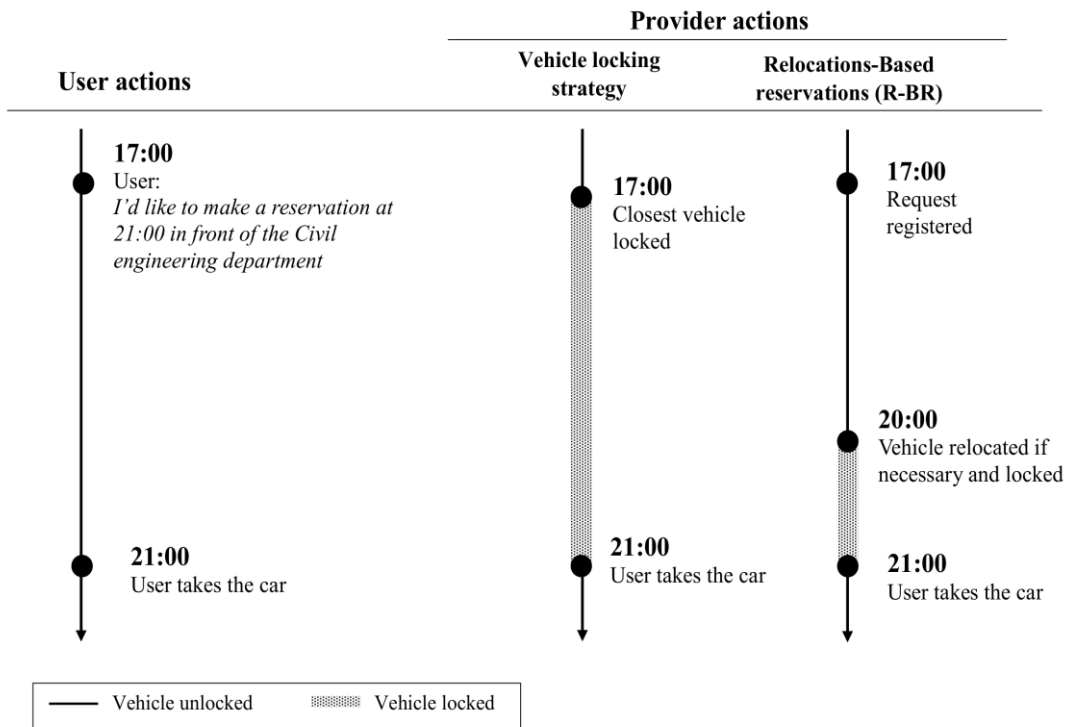 Provider actions
User actions
Vehicle locking
strategy
Relocations-Based
reservations (R-BR)
17:00
User:
I’d like to make a reservation at
21:00 in front of the Civil
engineering department
21:00
User takes the car
17:00
Closest vehicle
locked
21:00
User takes the car
17:00
Request
registered
20:00
Vehicle relocated if
necessary and locked
21:00
User takes the car
Vehicle unlocked
Vehicle locked